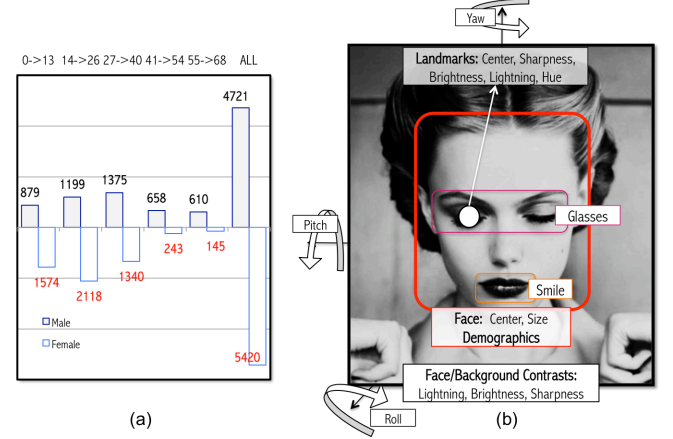 0->13 14->26 27->40 41->54 55->68 ALL
4721
879
1199
1375
658
610
1574
2118
1340
243
145
5420
Male
Female
(a)
Yaw
Landmarks: Center, Sharpness,
Brightness, Lightning, Hue
Glasses
Pitch
Smile
Face: Center, Size
Demographics
Face/Background Contrasts:
Lightning, Brightness, Sharpness
Roll
(b)